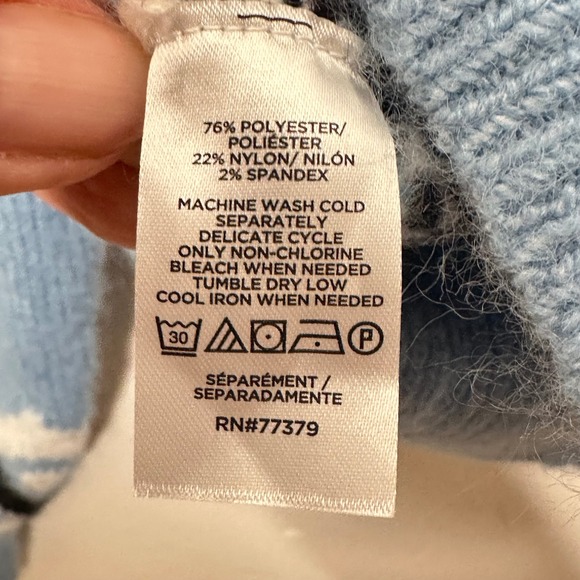 76% POLYESTER/
POLIÉSTER
22% NYLON/ NILÓN
2% SPANDEX
MACHINE WASH COLD
SEPARATELY
DELICATE CYCLE
ONLY NON-CHLORINE
BLEACH WHEN NEEDED
TUMBLE DRY LOW
COOL IRON WHEN NEEDED
30 P
SÉPARÉMENT /
SEPARADAMENTE
RN#77379